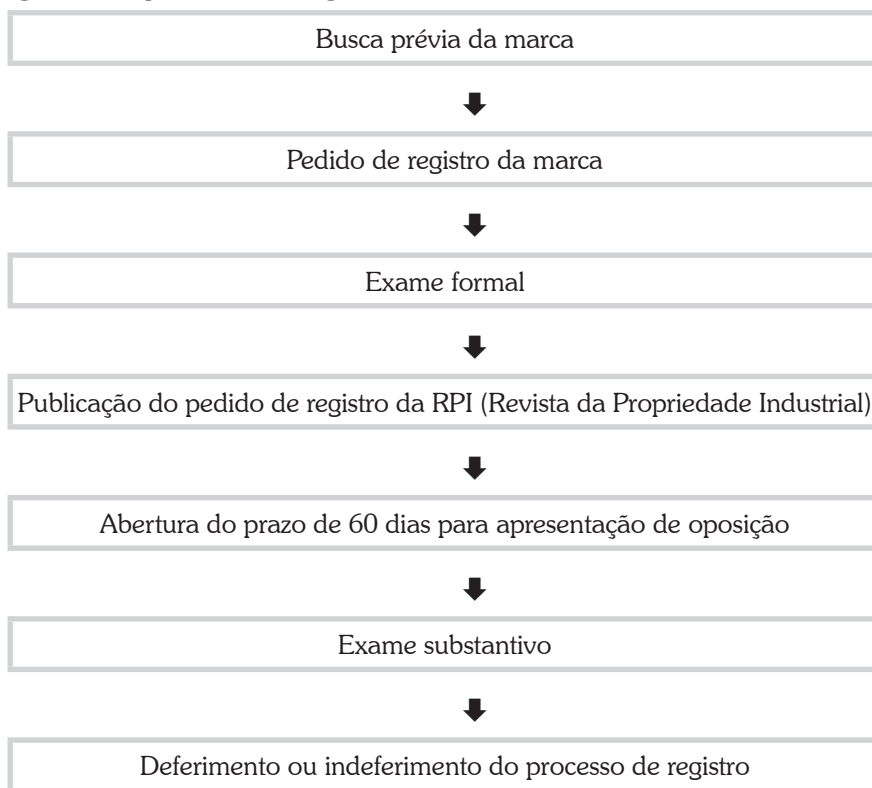 Busca prévia da marca
Pedido de registro da marca
Exame formal
Publicação do pedido de registro da RPI (Revista da Propriedade Industrial)
Abertura do prazo de 60 dias para apresentação de oposição
Exame substantivo
Deferimento ou indeferimento do processo de registro